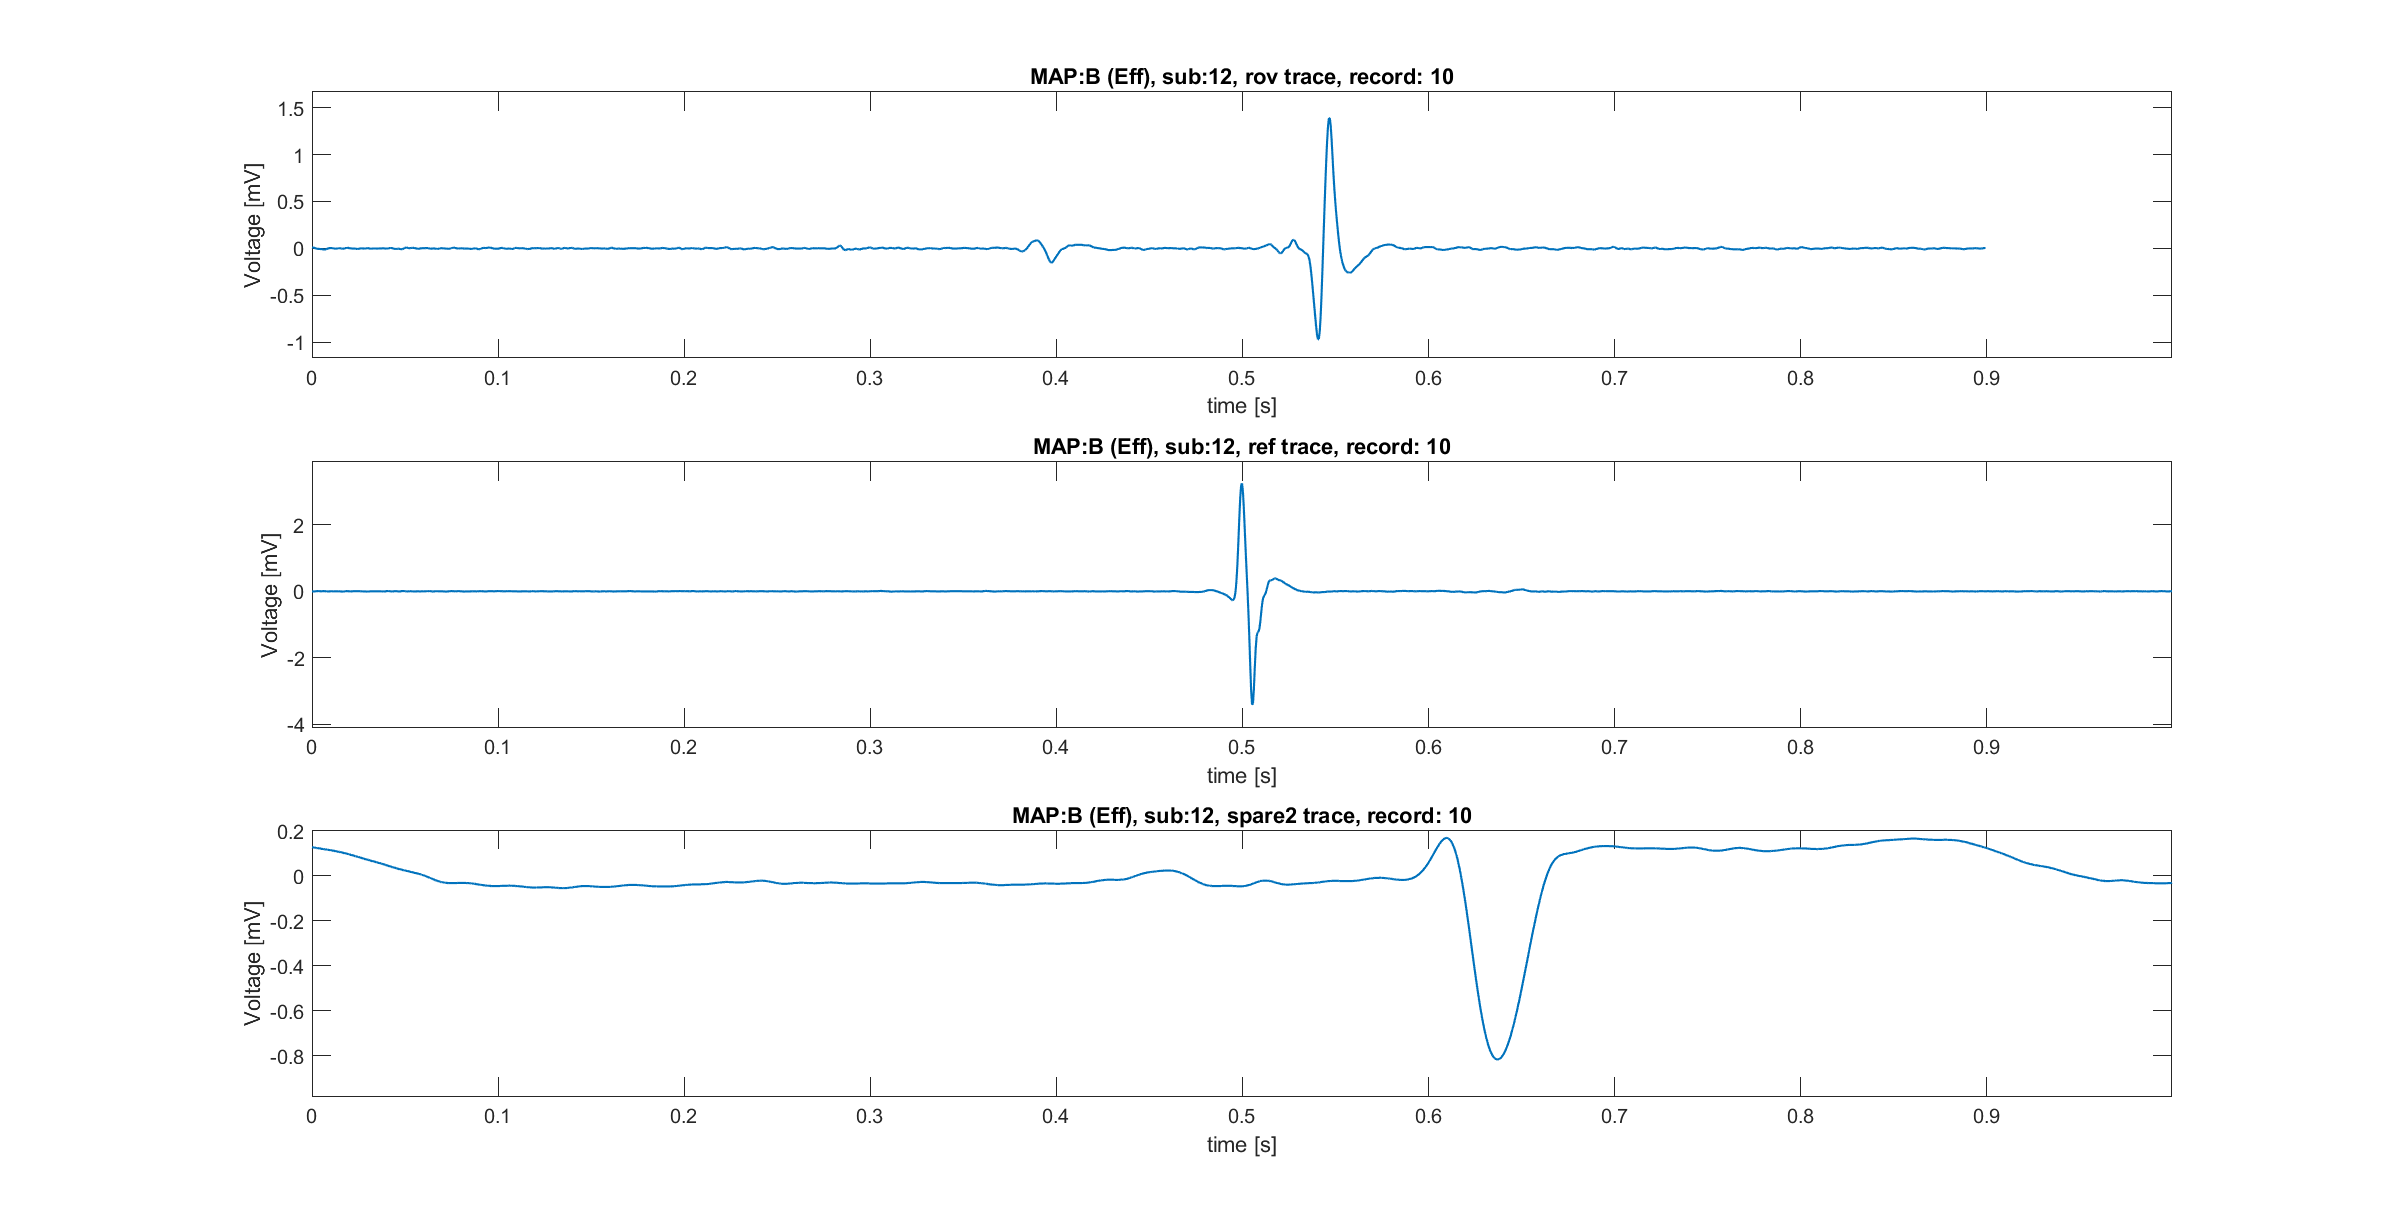 MAP:B (Eff), sub:12, rov trace, record: 10
1.5
1
0.5
0
-0.5
-1
Voltage [mV]
0 0.1 0.2 0.3 0.4 0.5 0.6 0.7 0.8 0.9
time [s]
MAP:B (Eff), sub:12, ref trace, record: 10
2
0
-2
-4
Voltage [mV]
0 0.1 0.2 0.3 0.4 0.5 0.6 0.7 0.8 0.9
time [s]
MAP:B (Eff), sub:12, spare2 trace, record: 10
0.2
0
-0.2
-0.4
-0.6
-0.8
Voltage [mV]
0 0.1 0.2 0.3 0.4 0.5 0.6 0.7 0.8 0.9
time [s]